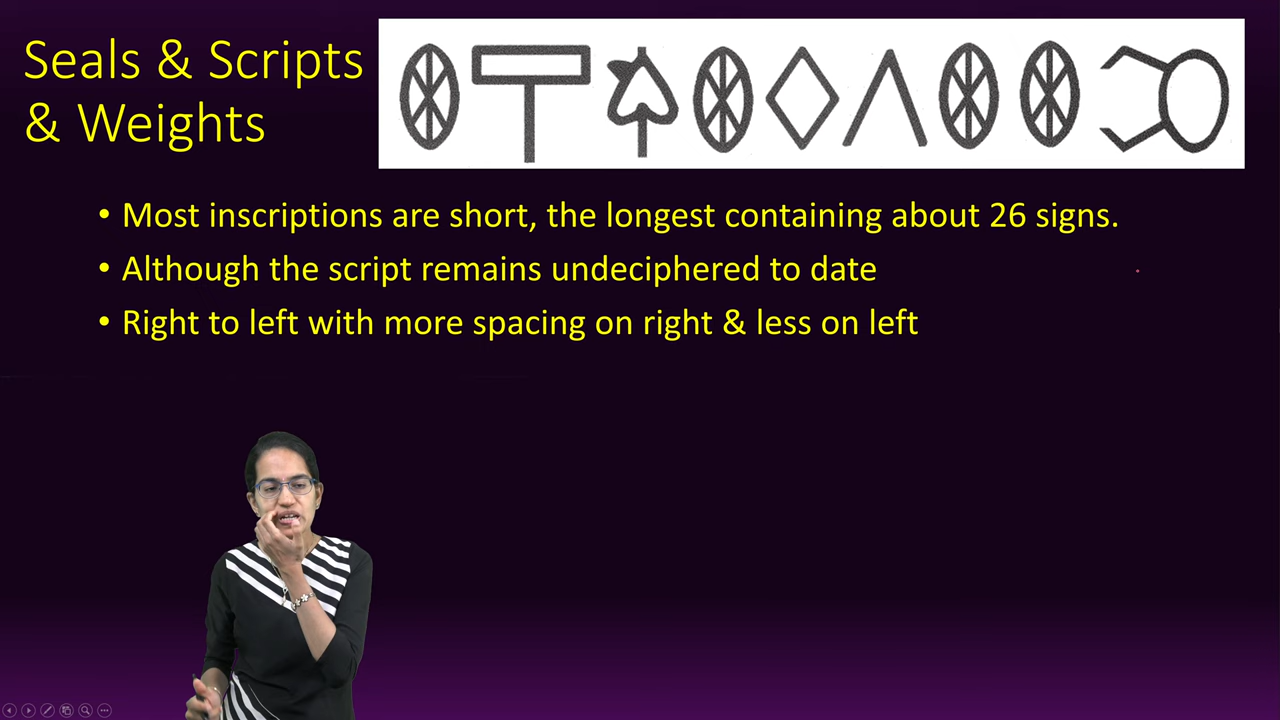 Seals & Scripts
& Weights
• Most inscriptions are short, the longest containing about 26 signs.
• Although the script remains undeciphered to date
• Right to left with more spacing on right & less on left